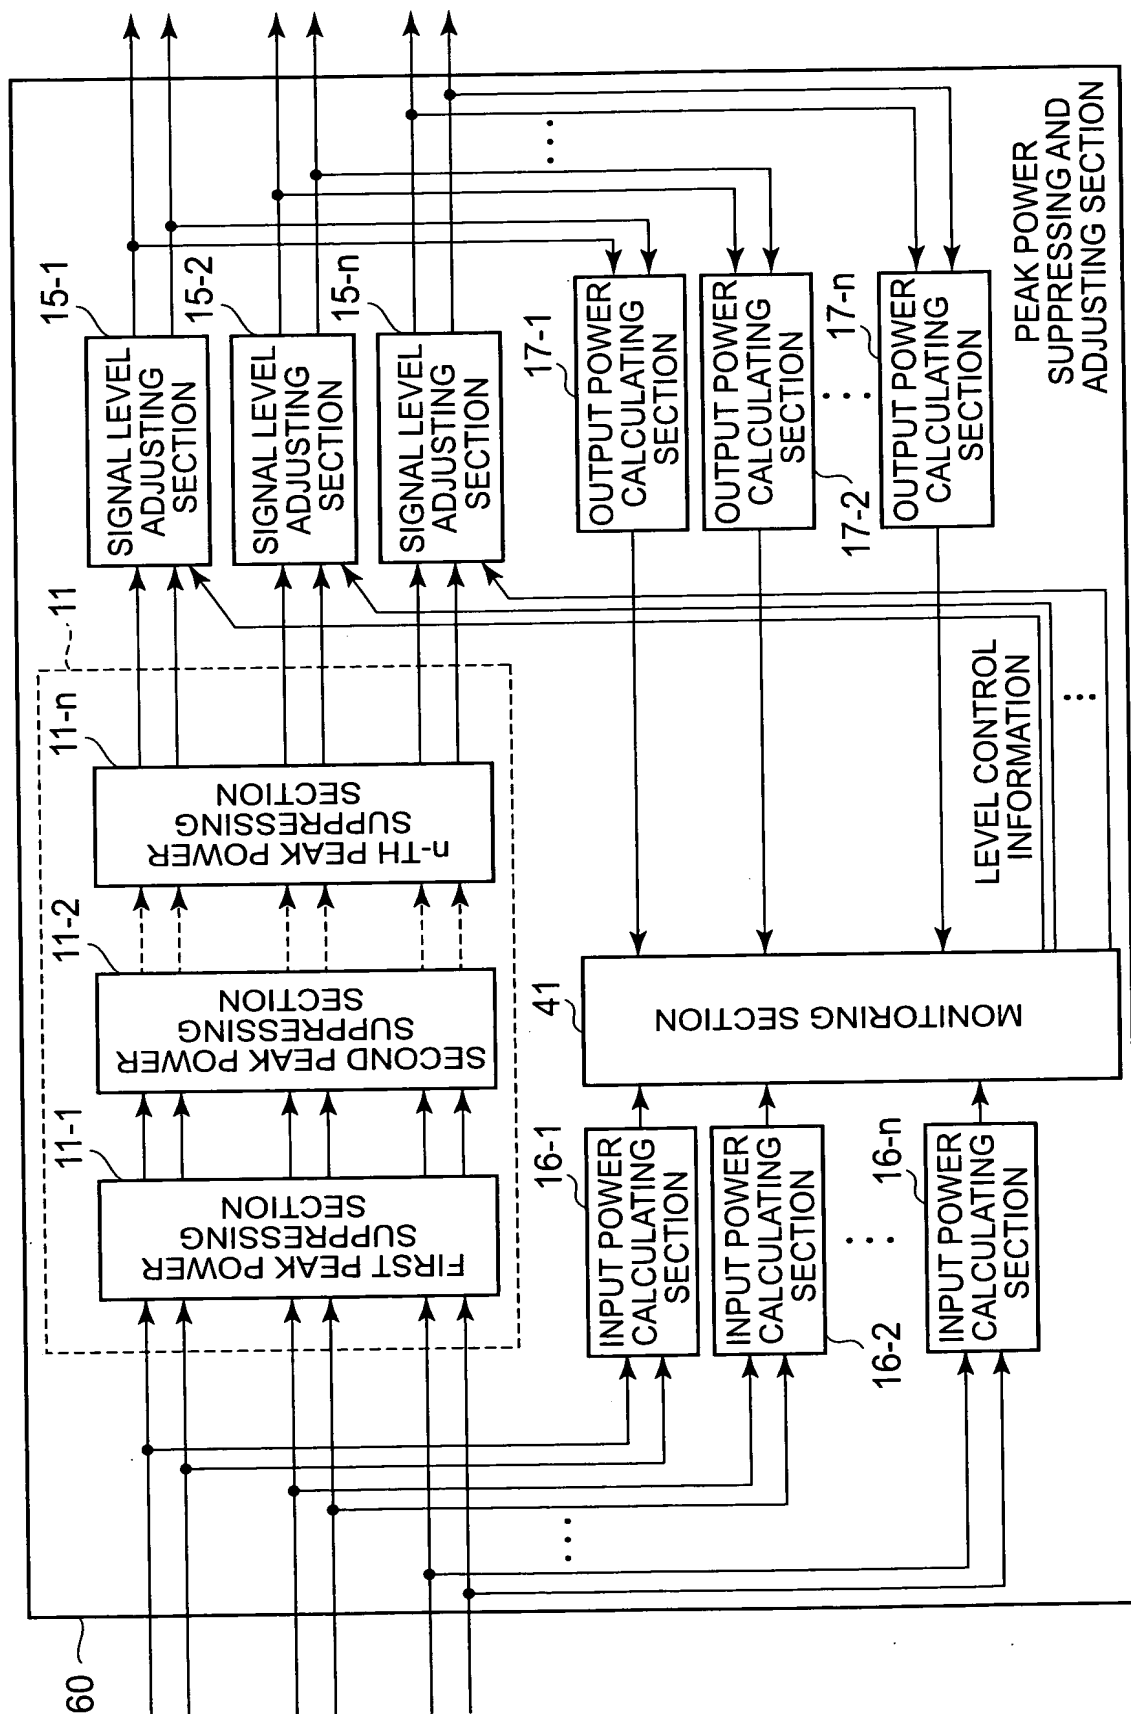 60
11
11-1
FIRST PEAK POWER
SUPPRESSING
SECTION
11-2
SECOND PEAK POWER
SUPPRESSING
SECTION
11-n
n-TH PEAK POWER
SUPPRESSING
SECTION
15-1
SIGNAL LEVEL
ADJUSTING
SECTION
15-2
SIGNAL LEVEL
ADJUSTING
SECTION
15-n
SIGNAL LEVEL
ADJUSTING
SECTION
16-1
INPUT POWER
CALCULATING
SECTION
16-2
INPUT POWER
CALCULATING
SECTION
16-n
INPUT POWER
CALCULATING
SECTION
41
MONITORING SECTION
LEVEL CONTROL
INFORMATION
17-1
OUTPUT POWER
CALCULATING
SECTION
17-2
OUTPUT POWER
CALCULATING
SECTION
17-n
OUTPUT POWER
CALCULATING
SECTION
PEAK POWER
SUPPRESSING AND
ADJUSTING SECTION